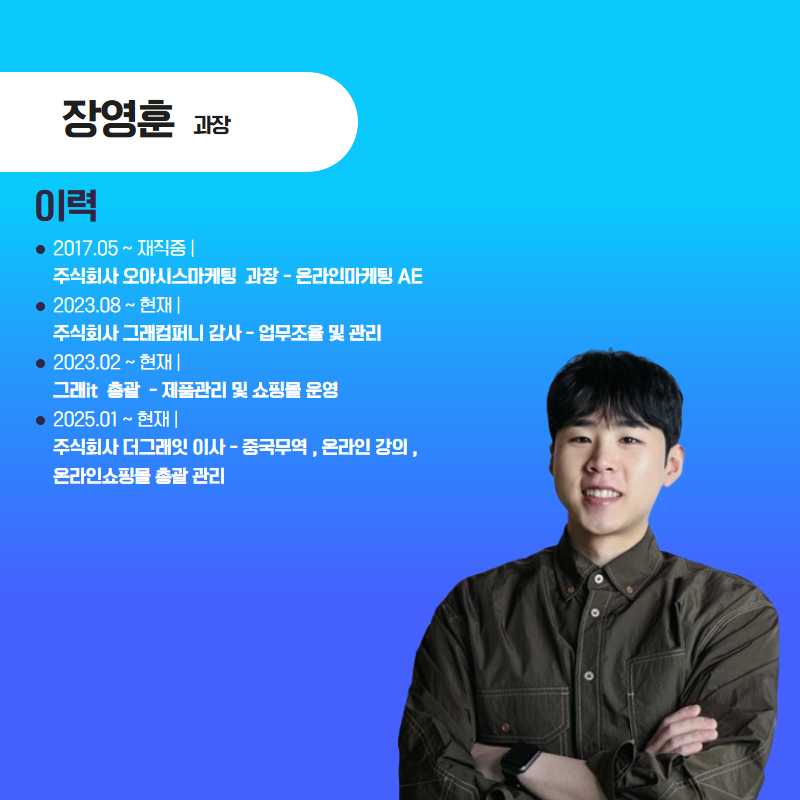 장영훈 과장
이력
2017.05 ~ 재직중 |
주식회사 오아시스마케팅 과장 - 온라인마케팅 AE
2023.08 ~ 현재 |
주식회사 그래컴퍼니 감사 - 업무조율 및 관리
2023.02 ~ 현재 |
그래it 총괄 - 제품관리 및 쇼핑몰 운영
2025.01 ~ 현재 |
주식회사 더그래잇 이사 - 중국무역 , 온라인 강의 ,
온라인쇼핑몰 총괄 관리